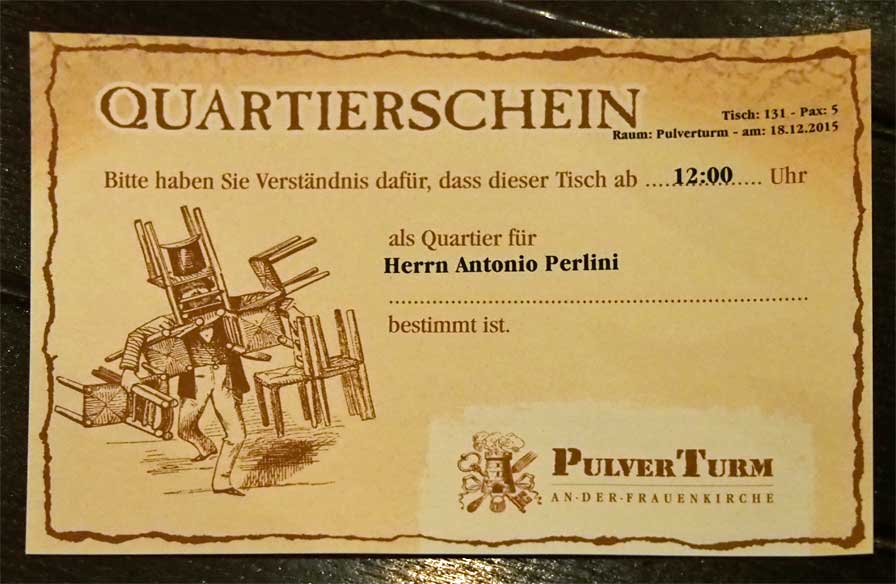 QUARTIERSCHEIN
Tisch: 131 - Pax: 5
Raum: Pulverturm - am: 18.12.2015
Bitte haben Sie Verständnis dafür, dass dieser Tisch ab ....12:00..... Uhr
als Quartier für
Herrn Antonio Perlini
bestimmt ist.
PULVERTURM
AN·DER·FRAUENKIRCHE